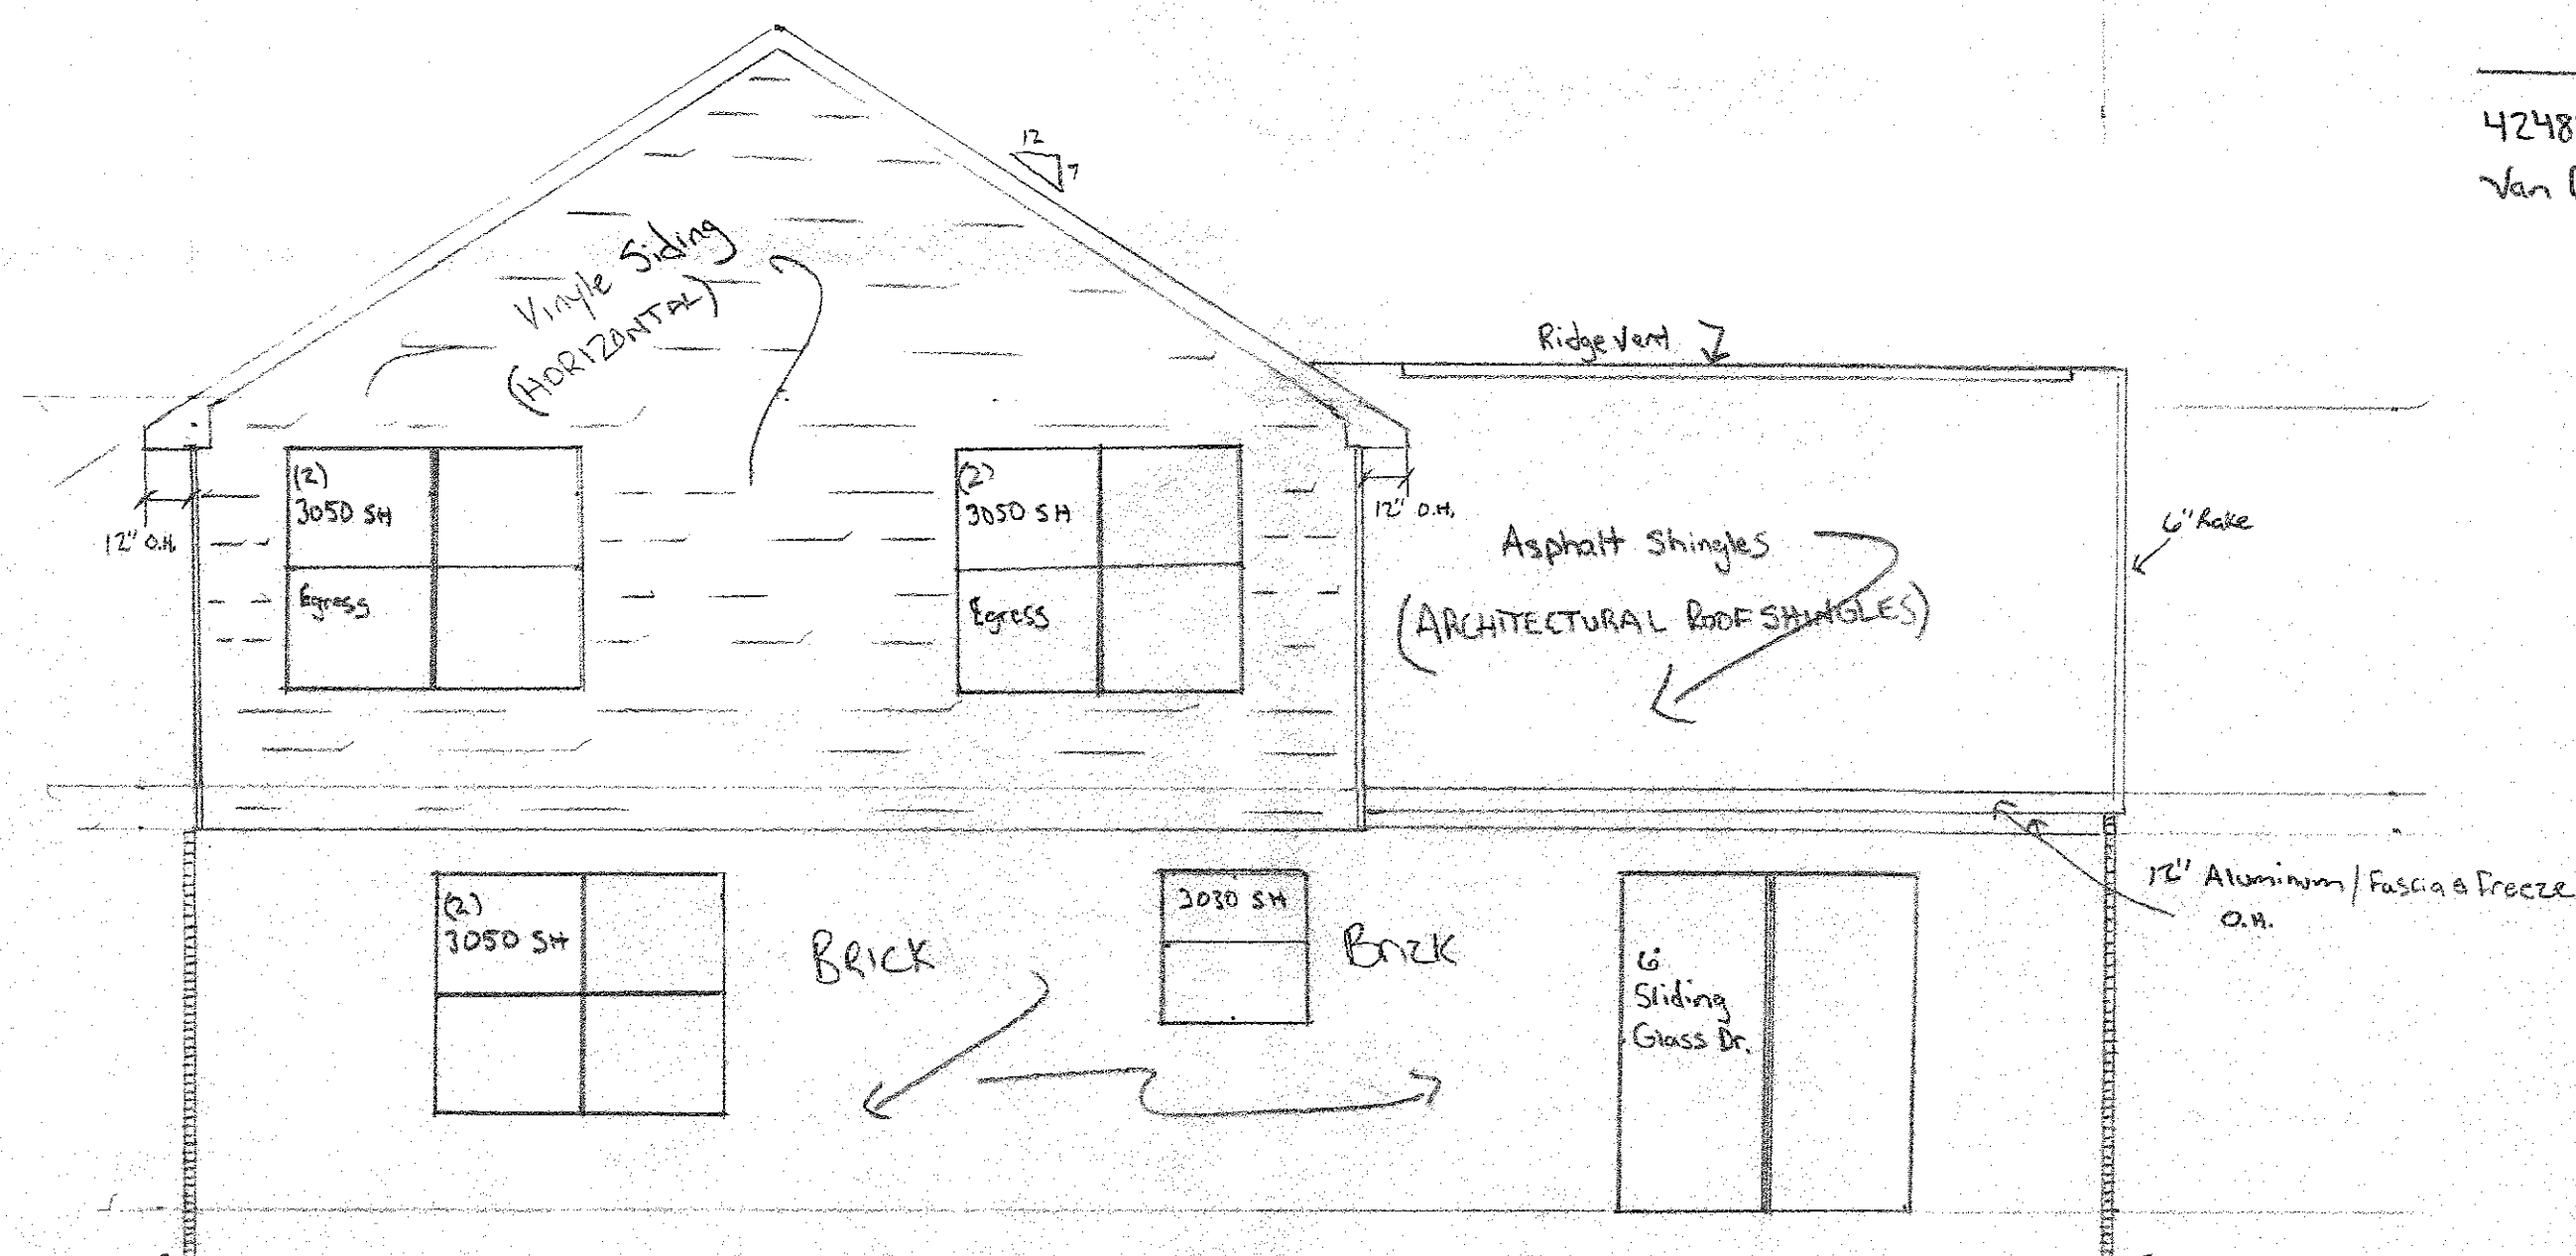 4248
Van
12
7
Vinyle Siding
(HORIZONTAL)
Ridge Vent
(2)
3050 SH
Egress
(2)
3050 SH
Egress
12" O.H.
12" O.H.
Asphalt Shingles
(ARCHITECTURAL ROOF SHINGLES)
6" Rake
12" Aluminum / Fascia & Freeze
O.H.
(2)
3050 SH
BRICK
3030 SH
Brick
6'
Sliding
Glass Dr.